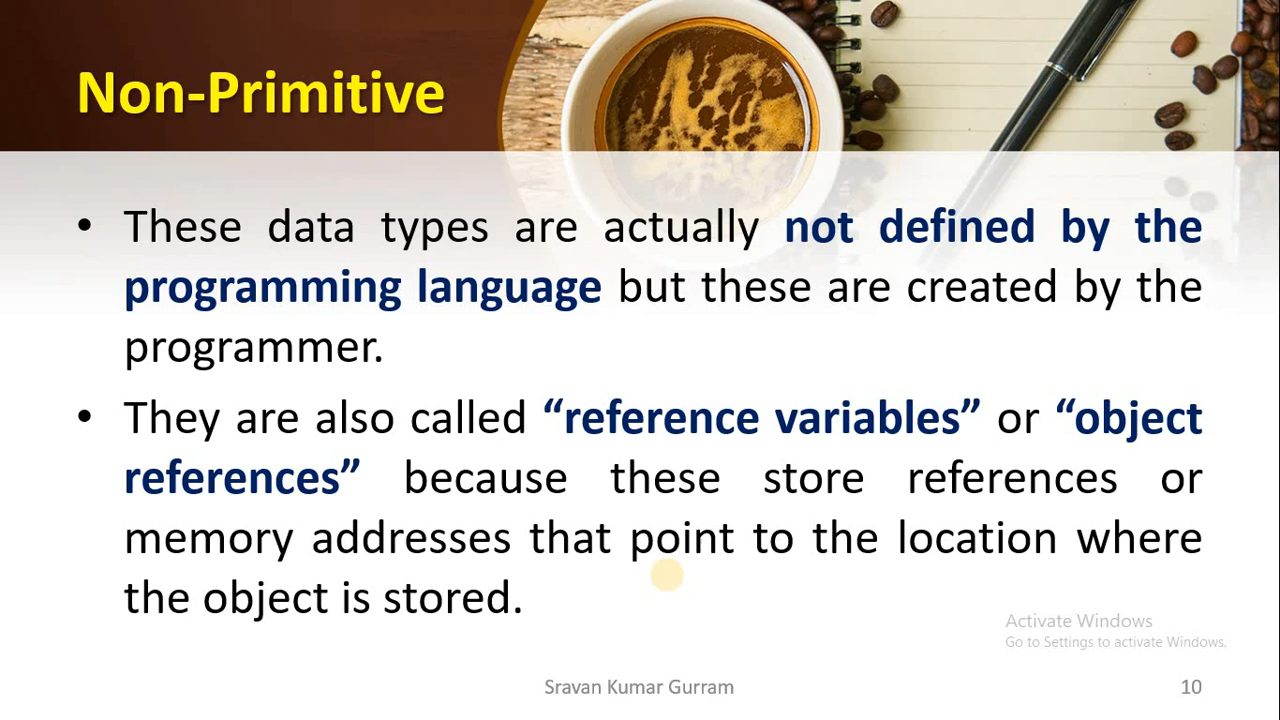 Non-Primitive
• These data types are actually not defined by the
programming language but these are created by the
programmer.
• They are also called “reference variables” or “object
references” because these store references or
memory addresses that point to the location where
the object is stored.
Activate Windows
Go to Settings to activate Windows.
Sravan Kumar Gurram
10